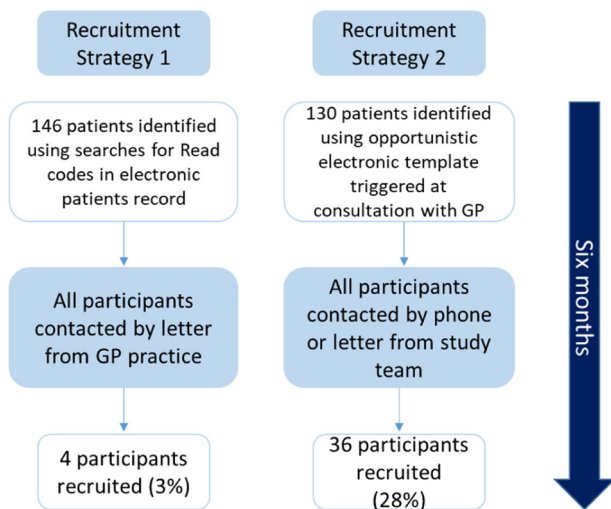 Recruitment
Strategy 1
146 patients identified
using searches for Read
codes in electronic
patients record
All participants
contacted by letter
from GP practice
4 participants
recruited (3%)
Recruitment
Strategy 2
130 patients identified
using opportunistic
electronic template
triggered at
consultation with GP
All participants
contacted by phone
or letter from study
team
36 participants
recruited
(28%)
Six months